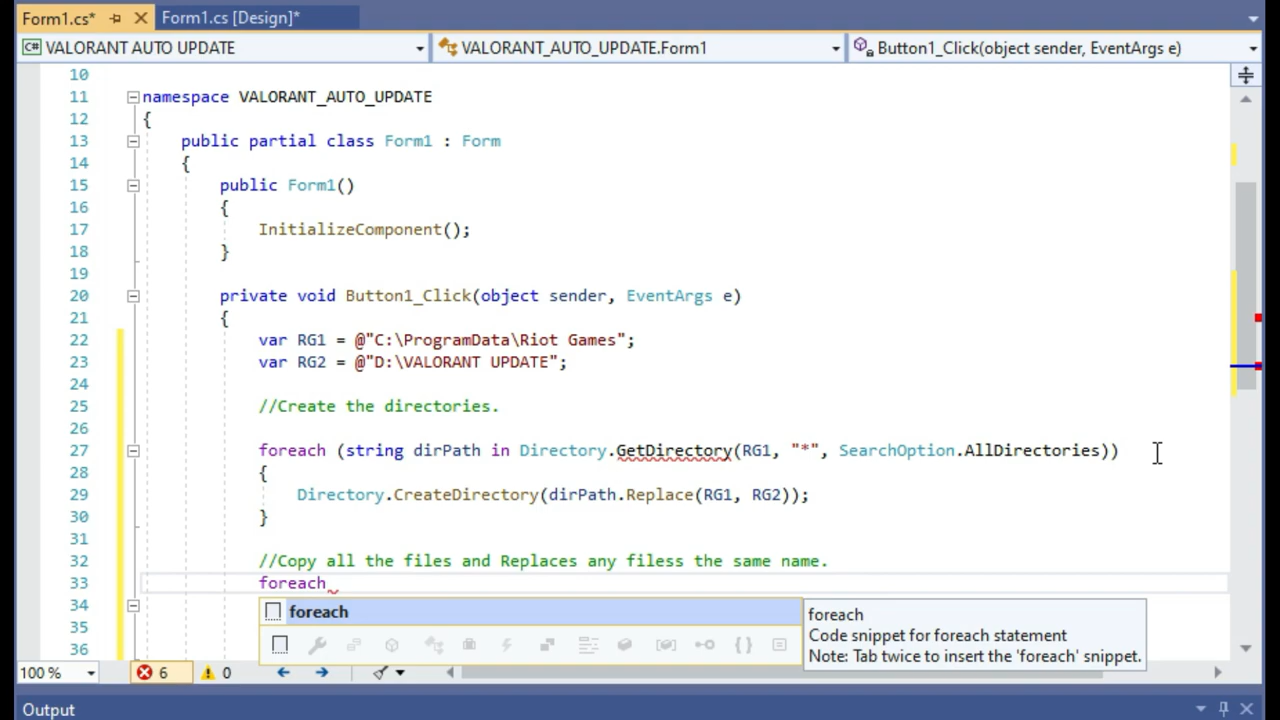 Form1.cs*
Form1.cs [Design]*
C# VALORANT AUTO UPDATE
VALORANT_AUTO_UPDATE.Form1
Button1_Click(object sender, EventArgs e)
10
11 namespace VALORANT_AUTO_UPDATE
12 {
13 public partial class Form1 : Form
14 {
15 public Form1()
16 {
17 InitializeComponent();
18 }
19
20 private void Button1_Click(object sender, EventArgs e)
21 {
22 var RG1 = @"C:\ProgramData\Riot Games";
23 var RG2 = @"D:\VALORANT UPDATE";
24
25 //Create the directories.
26
27 foreach (string dirPath in Directory.GetDirectory(RG1, "*", SearchOption.AllDirectories))
28 {
29 Directory.CreateDirectory(dirPath.Replace(RG1, RG2));
30 }
31
32 //Copy all the files and Replaces any filess the same name.
33 foreach
34
35
36
foreach
foreach
Code snippet for foreach statement
Note: Tab twice to insert the 'foreach' snippet.
100 %
6
0
Output